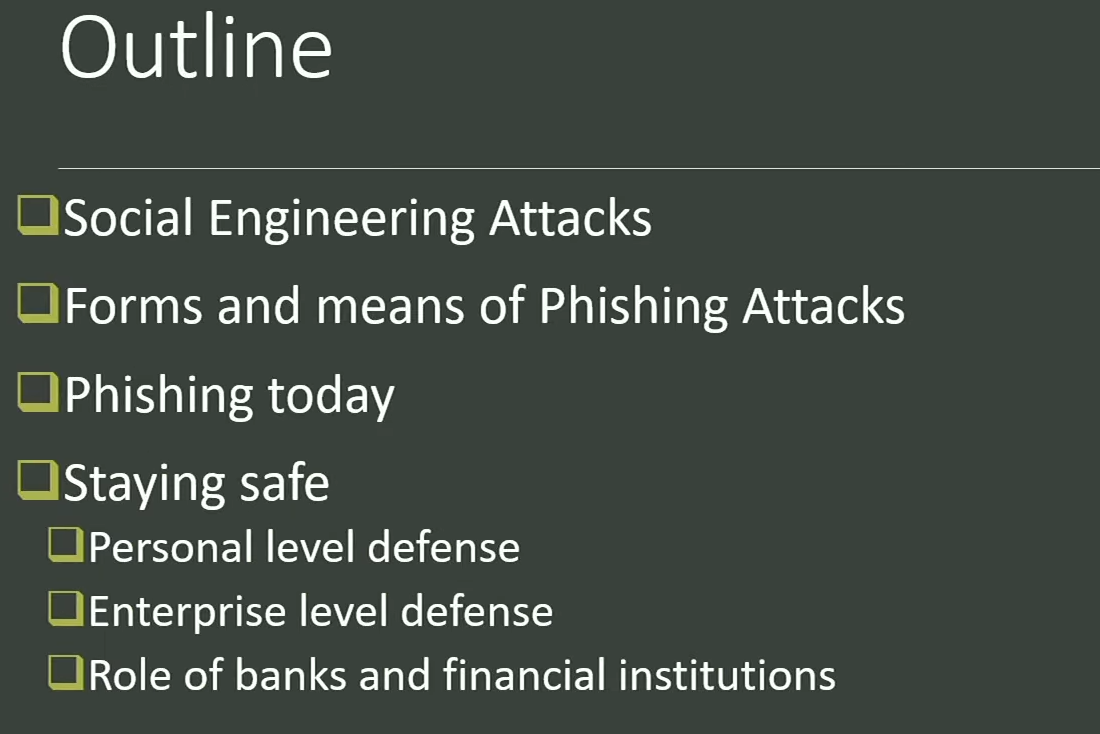 Outline
Social Engineering Attacks
Forms and means of Phishing Attacks
Phishing today
Staying safe
Personal level defense
Enterprise level defense
Role of banks and financial institutions